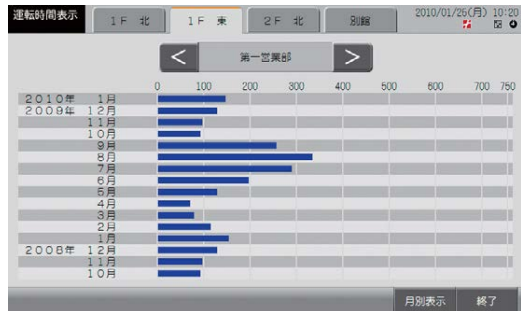 運転時間表示 1F 北 1F 東 2F 北 別館 2010/01/25(月) 10:20
< 第一営業部 >
0 100 200 300 400 500 600 700 750
2010年 1月
2009年 12月
11月
10月
9月
8月
7月
6月
5月
4月
3月
2月
1月
2008年 12月
11月
10月
月別表示 終了